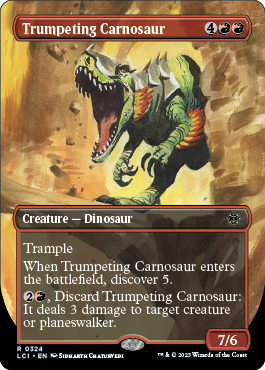 Trumpeting Carnosaur 4
Creature — Dinosaur
Trample
When Trumpeting Carnosaur enters
the battlefield, discover 5.
2, Discard Trumpeting Carnosaur:
It deals 3 damage to target creature
or planeswalker.
7/6
R 0324
LCI • EN Sidharth Chaturvedi ™ & © 2023 Wizards of the Coast